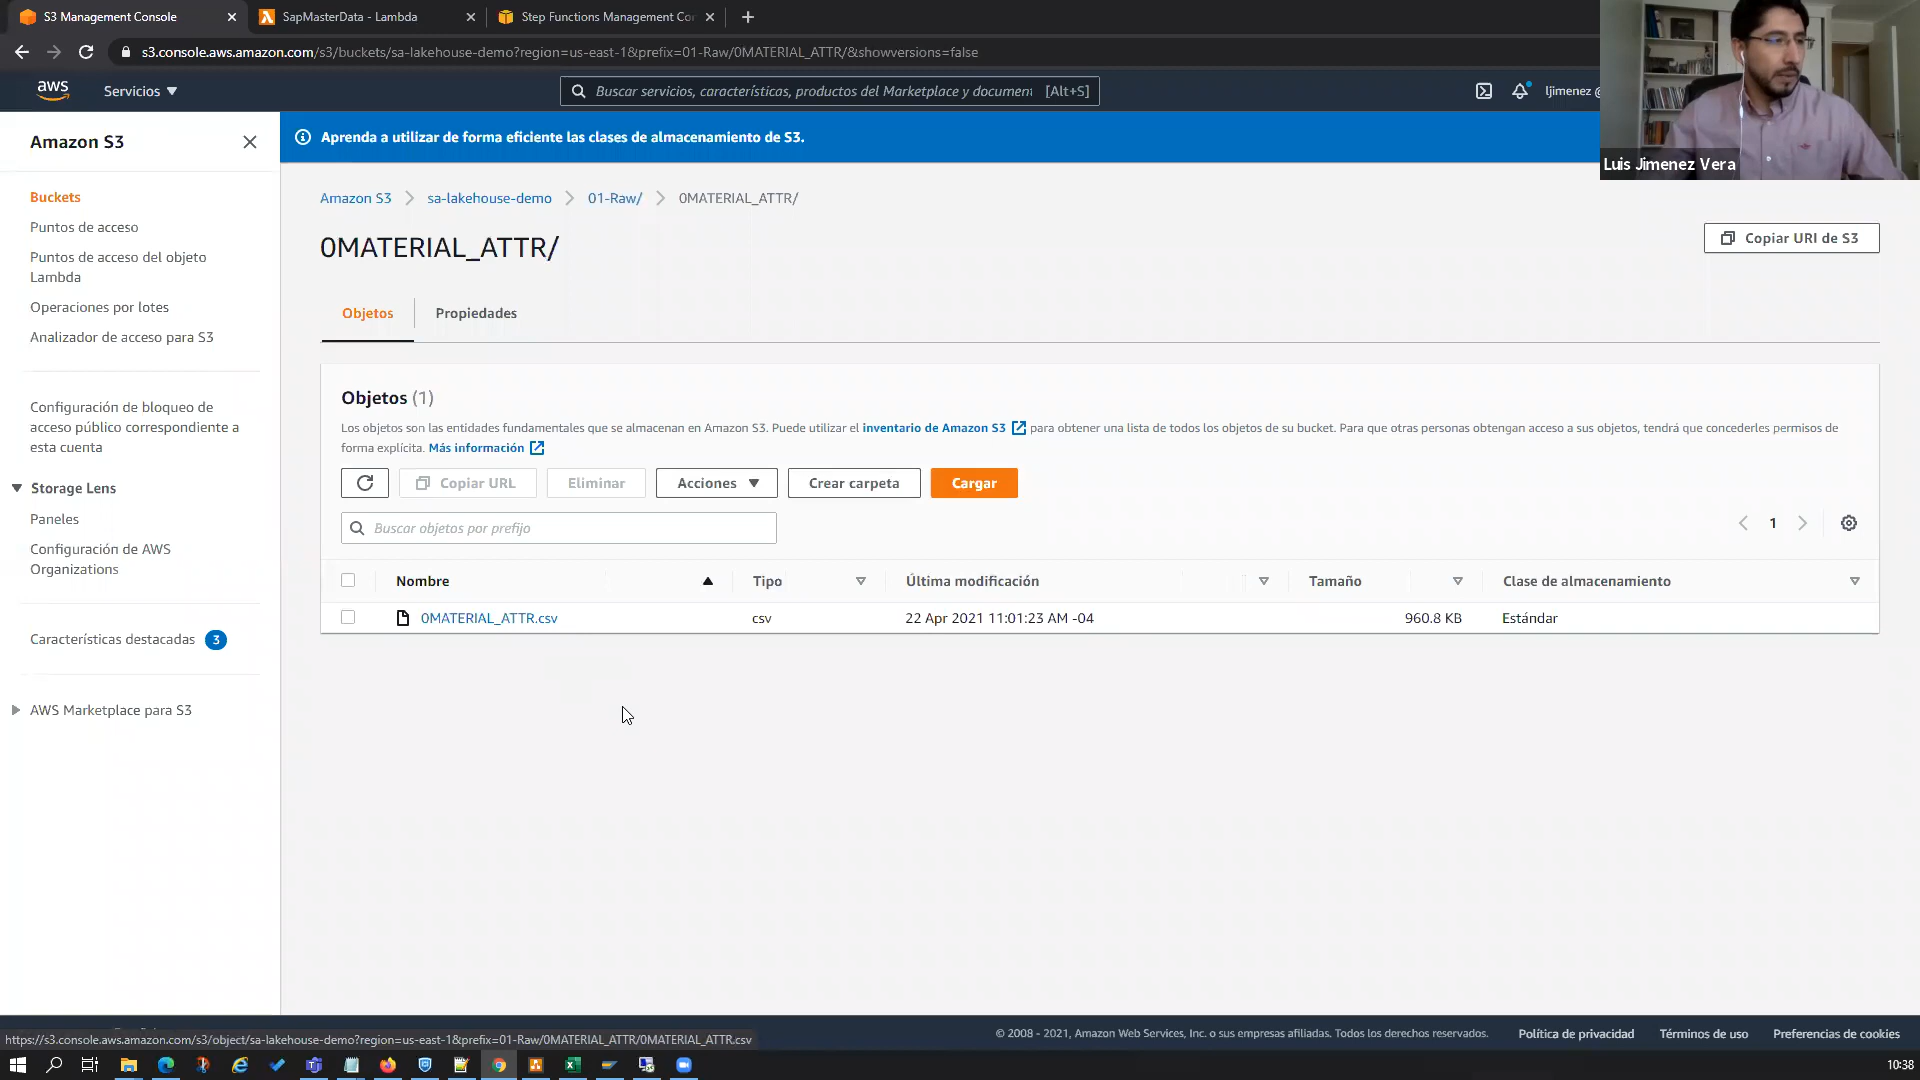 S3 Management Console
SapMasterData - Lambda
Step Functions Management Cor
s3.console.aws.amazon.com/s3/buckets/sa-lakehouse-demo?region=us-east-1&prefix=01-Raw/0MATERIAL_ATTR/&showversions=false
aws
Servicios
Buscar servicios, características, productos del Marketplace y document
[Alt+S]
ljimenez @
Luis Jimenez Vera
Amazon S3
Buckets
Puntos de acceso
Puntos de acceso del objeto
Lambda
Operaciones por lotes
Analizador de acceso para S3
Configuración de bloqueo de
acceso público correspondiente a
esta cuenta
Storage Lens
Paneles
Configuración de AWS
Organizations
Características destacadas 3
AWS Marketplace para S3
Aprenda a utilizar de forma eficiente las clases de almacenamiento de S3.
Amazon S3
sa-lakehouse-demo
01-Raw/
0MATERIAL_ATTR/
0MATERIAL_ATTR/
Copiar URI de S3
Objetos
Propiedades
Objetos (1)
Los objetos son las entidades fundamentales que se almacenan en Amazon S3. Puede utilizar el inventario de Amazon S3 para obtener una lista de todos los objetos de su bucket. Para que otras personas obtengan acceso a sus objetos, tendrá que concederles permisos de
forma explícita. Más información
Copiar URL
Eliminar
Acciones
Crear carpeta
Cargar
Buscar objetos por prefijo
1
Nombre
Tipo
Última modificación
Tamaño
Clase de almacenamiento
0MATERIAL_ATTR.csv
csv
22 Apr 2021 11:01:23 AM -04
960.8 KB
Estándar
© 2008 - 2021, Amazon Web Services, Inc. o sus empresas afiliadas. Todos los derechos reservados.
Política de privacidad
Términos de uso
Preferencias de cookies
https://s3.console.aws.amazon.com/s3/object/sa-lakehouse-demo?region=us-east-1&prefix=01-Raw/0MATERIAL_ATTR/0MATERIAL_ATTR.csv
10:38